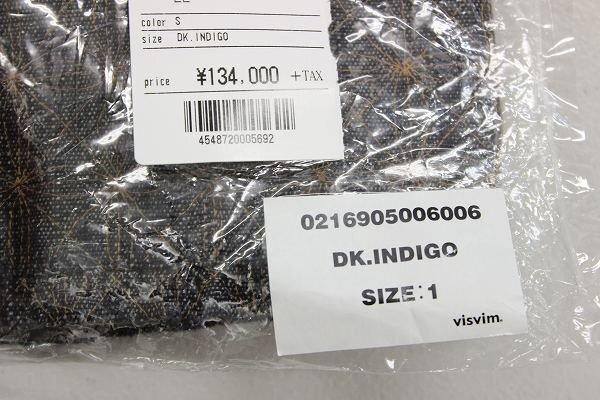 color S
size DK.INDIGO
price ¥134,000 +TAX
4548720005692
0216905006006
DK.INDIGO
SIZE:1
visvim.